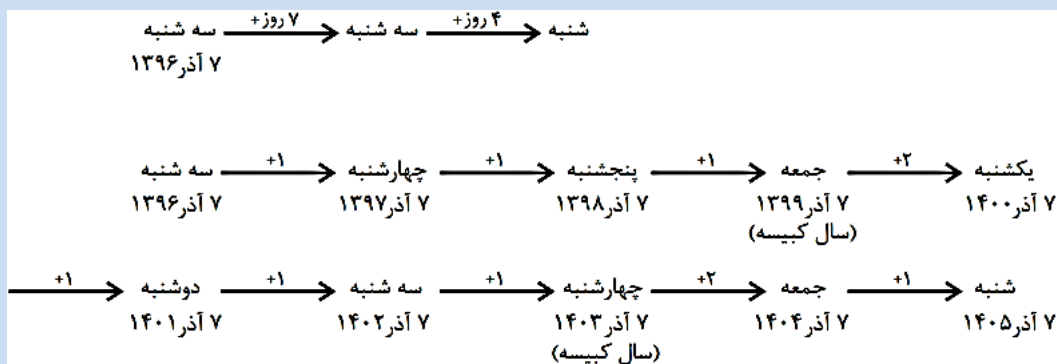 سه شنبه +۷ روز سه شنبه +۴ روز شنبه
۷ آذر ۱۳۹۶
سه شنبه +۱ چهارشنبه +۱ پنجشنبه +۱ جمعه +۲ یکشنبه
۷ آذر ۱۳۹۶ ۷ آذر ۱۳۹۷ ۷ آذر ۱۳۹۸ ۷ آذر ۱۳۹۹ ۷ آذر ۱۴۰۰
(سال کبیسه)
+۱ دوشنبه +۱ سه شنبه +۱ چهارشنبه +۲ جمعه +۱ شنبه
۷ آذر ۱۴۰۱ ۷ آذر ۱۴۰۲ ۷ آذر ۱۴۰۳ ۷ آذر ۱۴۰۴ ۷ آذر ۱۴۰۵
(سال کبیسه)